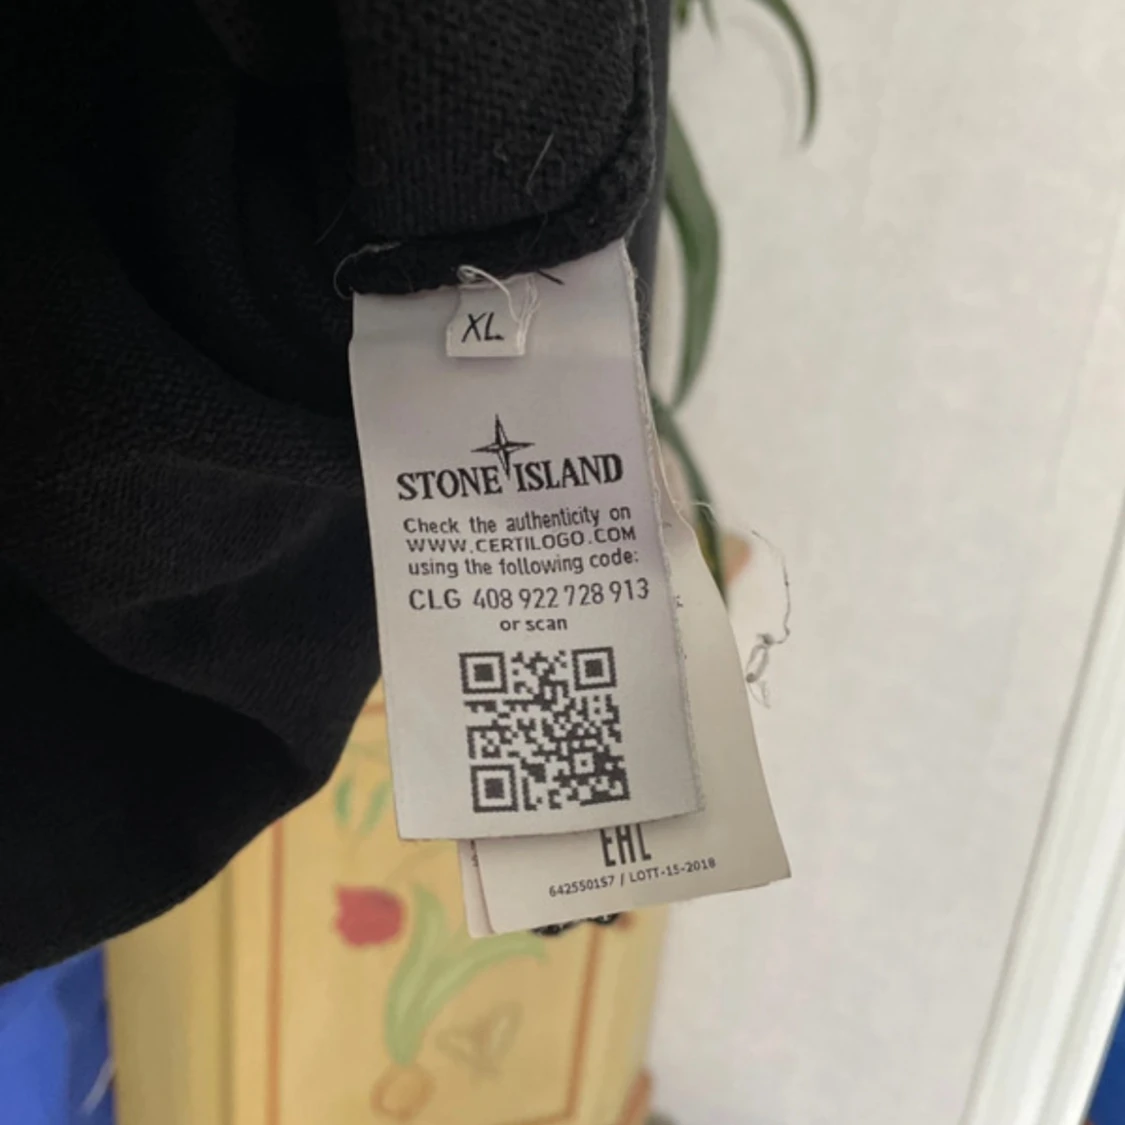 XL
STONE ISLAND
Check the authenticity on
WWW.CERTILOGO.COM
using the following code:
CLG 408 922 728 913
or scan
EAC
642550157 / LOTT-15-2018